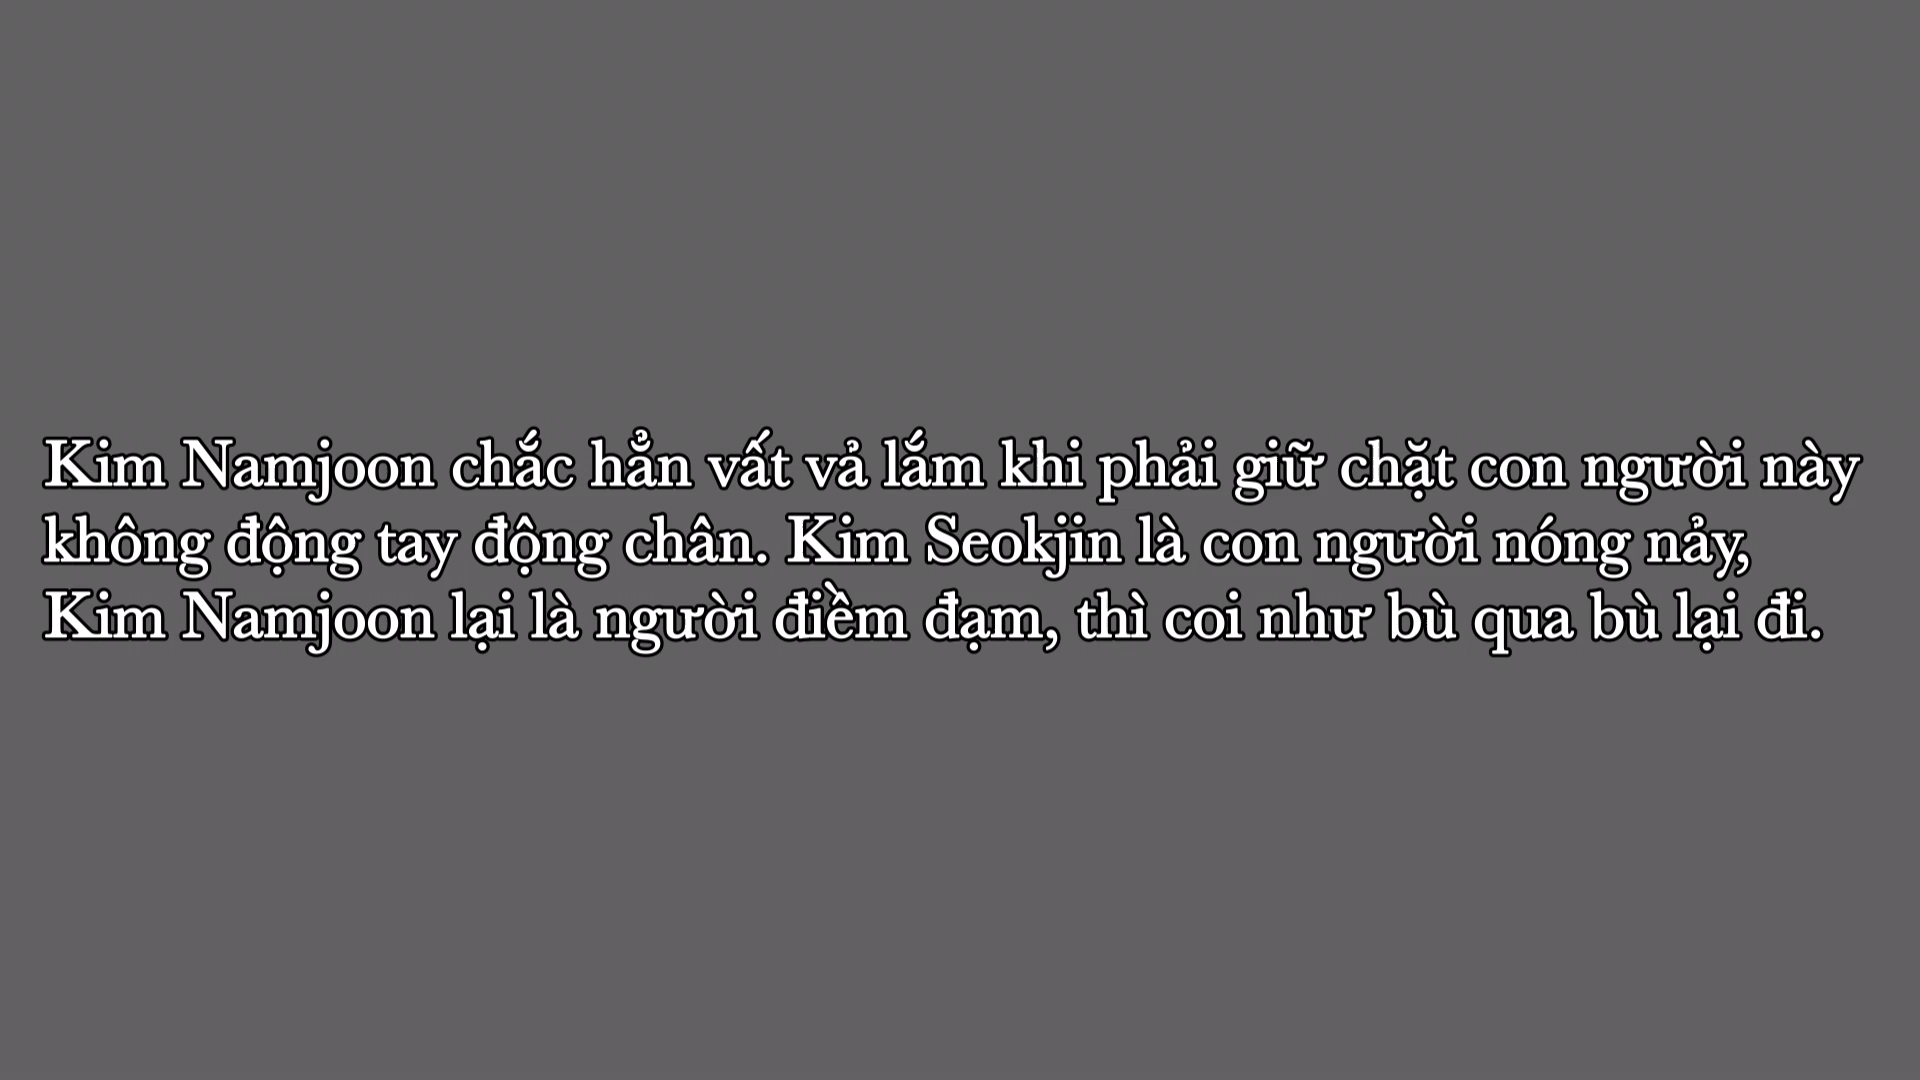 Kim Namjoon chắc hẳn vất vả lắm khi phải giữ chặt con người này
không động tay động chân. Kim Seokjin là con người nóng nảy,
Kim Namjoon lại là người điềm đạm, thì coi như bù qua bù lại đi.